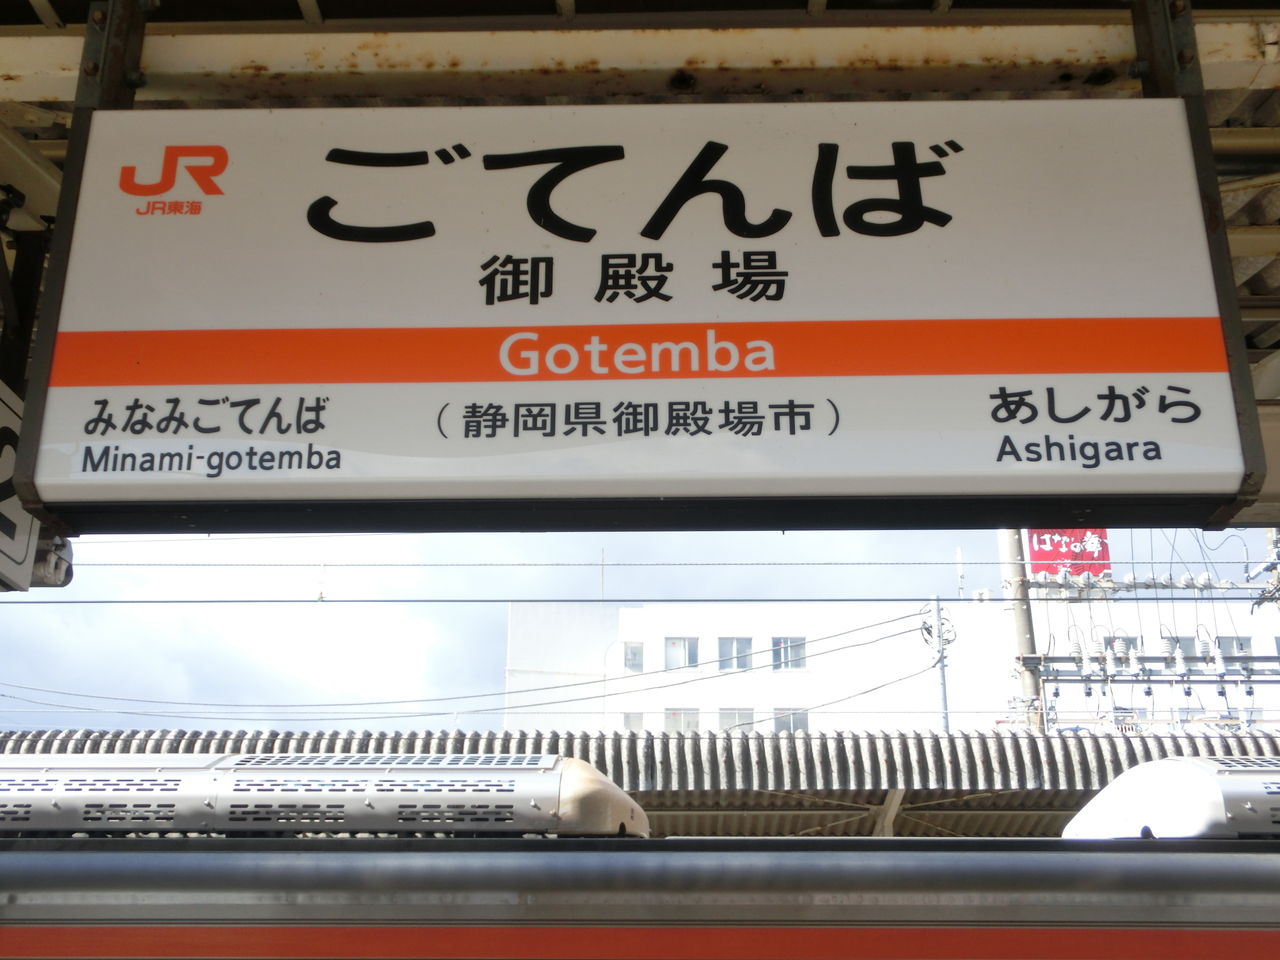 JR
JR東海
ごてんば
御殿場
Gotemba
みなみごてんば
Minami-gotemba
（静岡県御殿場市）
あしがら
Ashigara
はなの舞